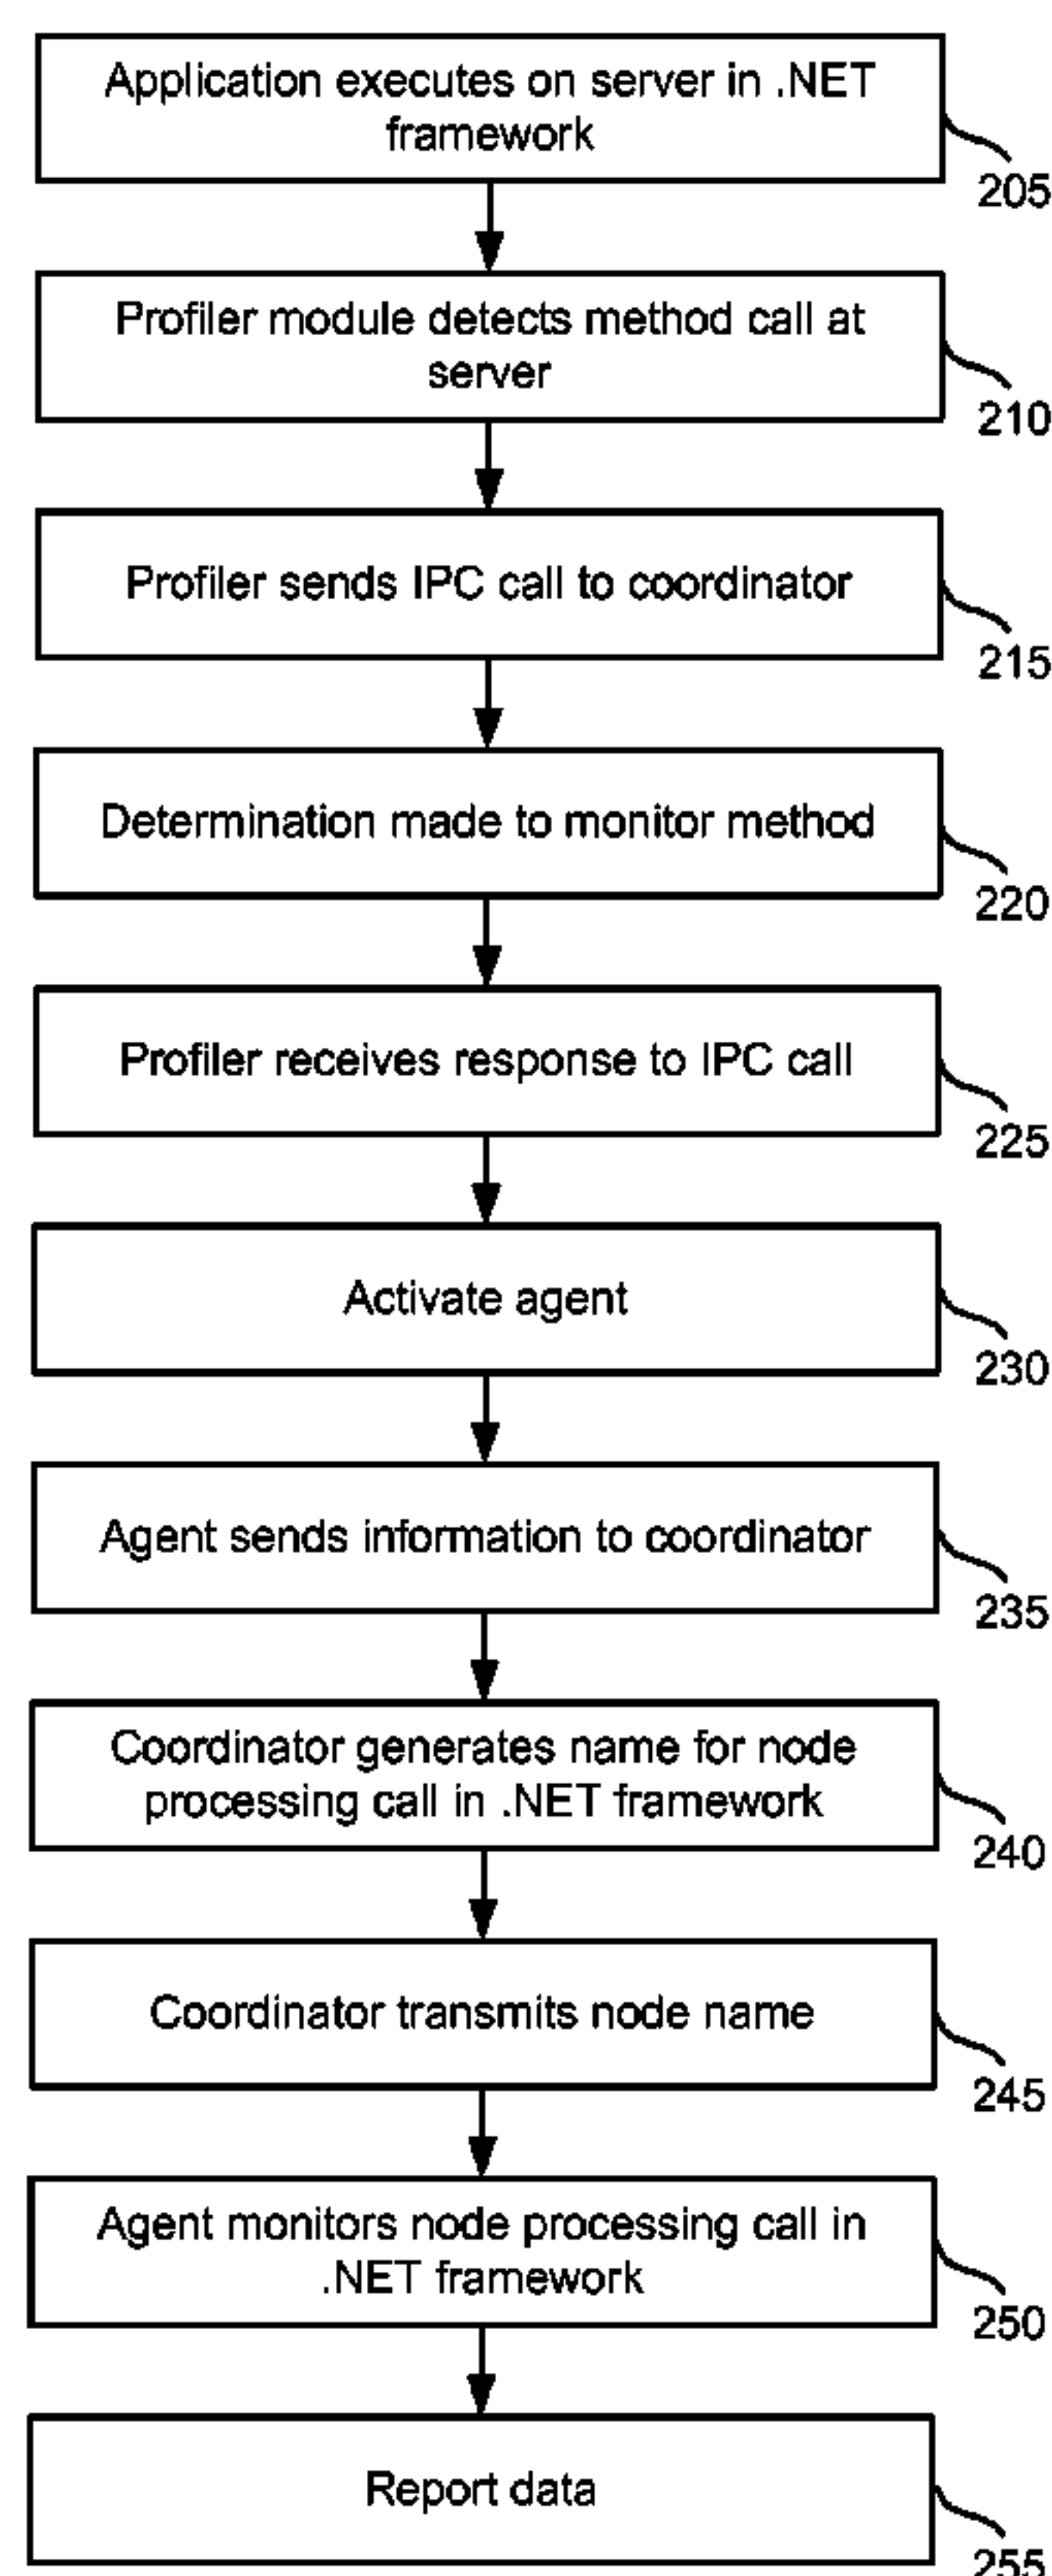 Application executes on server in .NET
framework
205
Profiler module detects method call at
server
210
Profiler sends IPC call to coordinator
215
Determination made to monitor method
220
Profiler receives response to IPC call
225
Activate agent
230
Agent sends information to coordinator
235
Coordinator generates name for node
processing call in .NET framework
240
Coordinator transmits node name
245
Agent monitors node processing call in
.NET framework
250
Report data
255